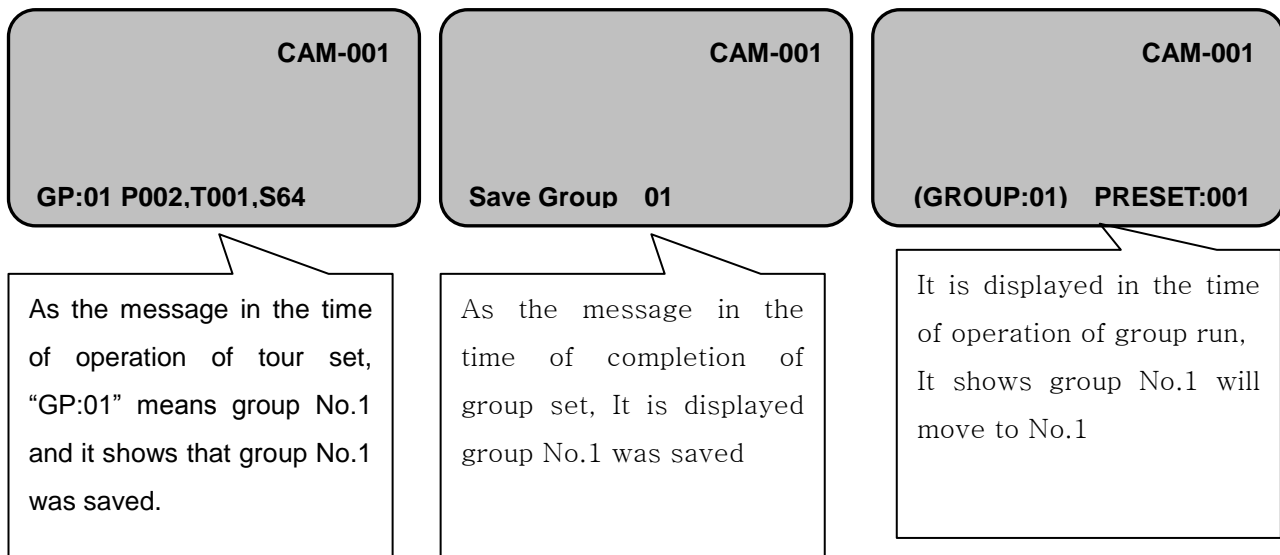 CAM-001
GP:01 P002,T001,S64
CAM-001
Save Group 01
CAM-001
(GROUP:01) PRESET:001
As the message in the time
of operation of tour set,
“GP:01” means group No.1
and it shows that group No.1
was saved.
As the message in the
time of completion of
group set, It is displayed
group No.1 was saved
It is displayed in the time
of operation of group run,
It shows group No.1 will
move to No.1